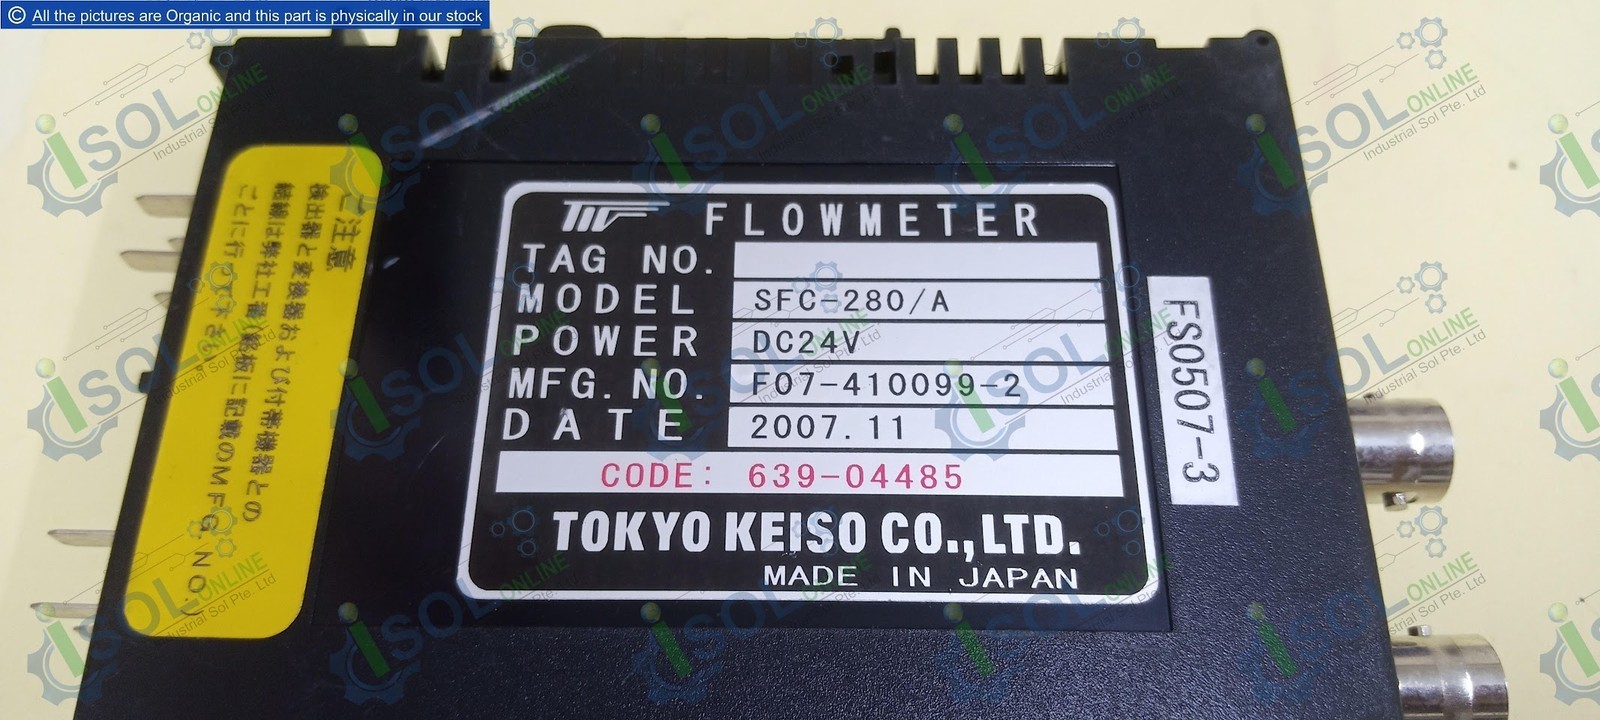 © All the pictures are Organic and this part is physically in our stock
FLOWMETER
TAG NO.
MODEL SFC-280/A
POWER DC24V
MFG. NO. F07-410099-2
DATE 2007.11
CODE: 639-04485
TOKYO KEISO CO.,LTD.
MADE IN JAPAN
FS0507-3
ご注意
検出器と変換器および付帯機器との
結線は弊社工番(銘板に記載のMFG NO.)
ごとに行って下さい
iSOL ONLINE
Industrial Sol Pte. Ltd